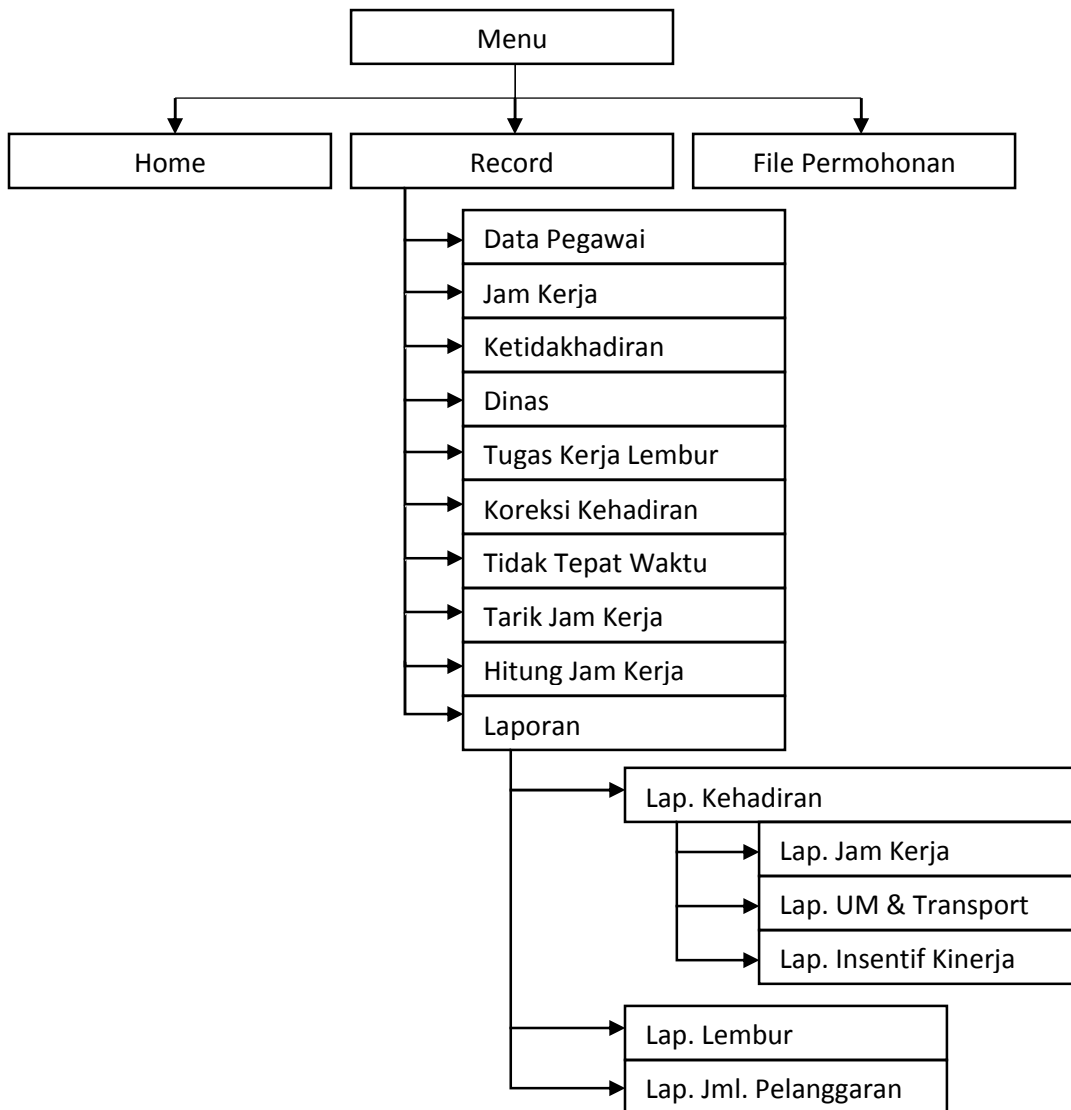 Menu
Home
Record
File Permohonan
Data Pegawai
Jam Kerja
Ketidakhadiran
Dinas
Tugas Kerja Lembur
Koreksi Kehadiran
Tidak Tepat Waktu
Tarik Jam Kerja
Hitung Jam Kerja
Laporan
Lap. Kehadiran
Lap. Jam Kerja
Lap. UM & Transport
Lap. Insentif Kinerja
Lap. Lembur
Lap. Jml. Pelanggaran